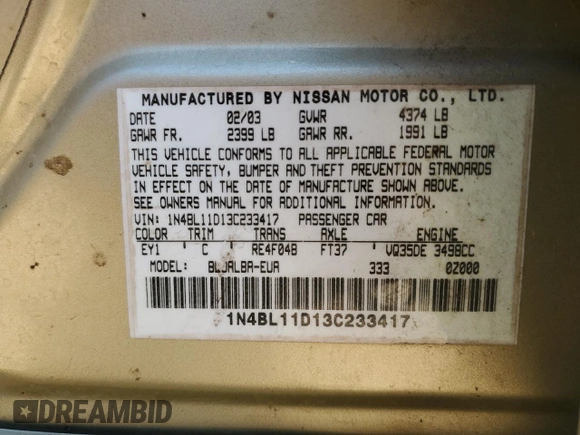 MANUFACTURED BY NISSAN MOTOR CO., LTD.
DATE 02/03 GVWR 4374 LB
GAWR FR. 2399 LB GAWR RR. 1991 LB
THIS VEHICLE CONFORMS TO ALL APPLICABLE FEDERAL MOTOR
VEHICLE SAFETY, BUMPER AND THEFT PREVENTION STANDARDS
IN EFFECT ON THE DATE OF MANUFACTURE SHOWN ABOVE.
SEE OWNERS MANUAL FOR ADDITIONAL INFORMATION.
VIN: 1N4BL11D13C233417 PASSENGER CAR
COLOR TRIM TRANS AXLE ENGINE
EY1 C RE4F04B FT37 VQ35DE 3498CC
MODEL: BLJALBA-EUA 333 0Z000
1N4BL11D13C233417
DREAMBID